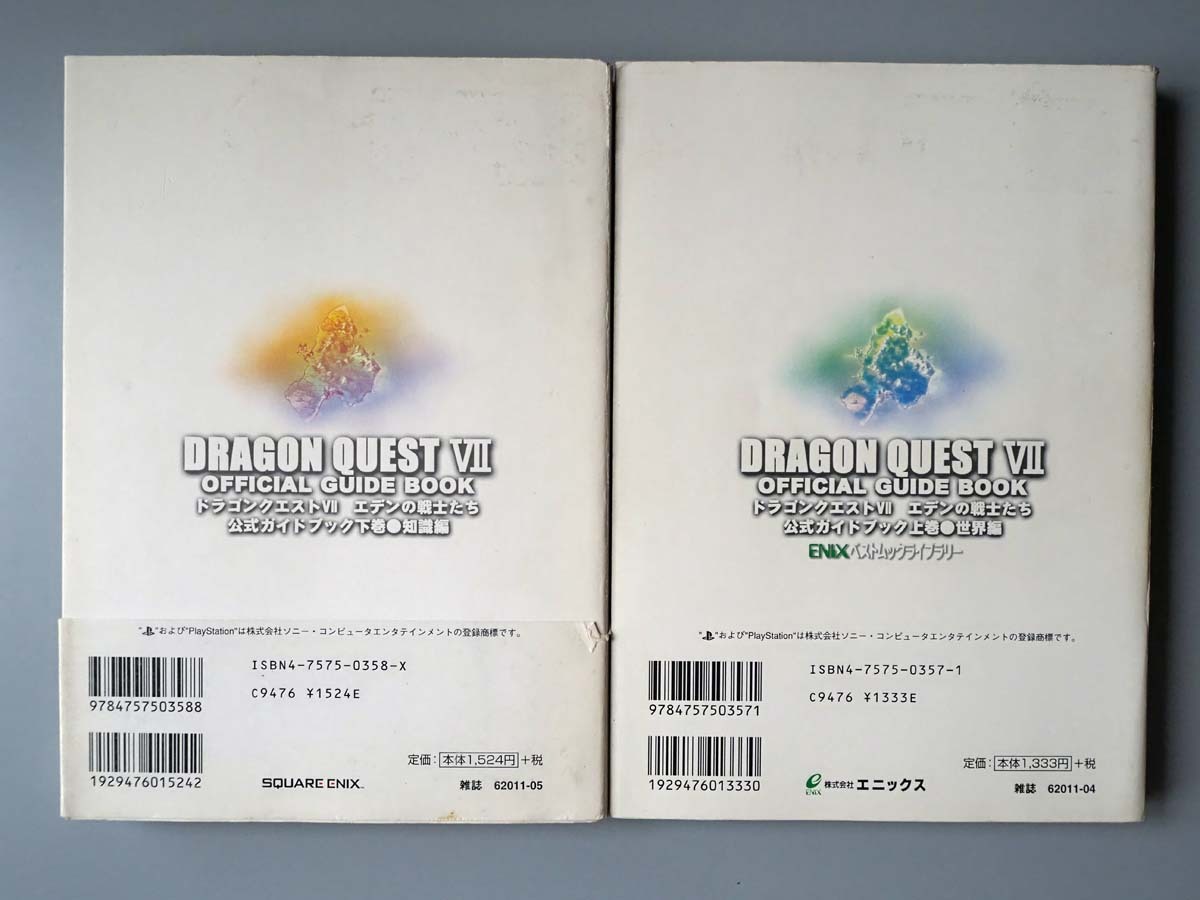 DRAGON QUEST VII
OFFICIAL GUIDE BOOK
ドラゴンクエストVII エデンの戦士たち
公式ガイドブック下巻●知識編
"および"PlayStation"は株式会社ソニー・コンピュータエンタテインメントの登録商標です。
ISBN4-7575-0358-X
C9476 ¥1524E
9784757503588
定価:本体1,524円+税
1929476015242
SQUARE ENIX™
雑誌 62011-05
DRAGON QUEST VII
OFFICIAL GUIDE BOOK
ドラゴンクエストVII エデンの戦士たち
公式ガイドブック上巻●世界編
ENIXベストムックライブラリー
"および"PlayStation"は株式会社ソニー・コンピュータエンタテインメントの登録商標です。
ISBN4-7575-0357-1
C9476 ¥1333E
9784757503571
定価:本体1,333円+税
1929476013330
ENIX 株式会社 エニックス
雑誌 62011-04